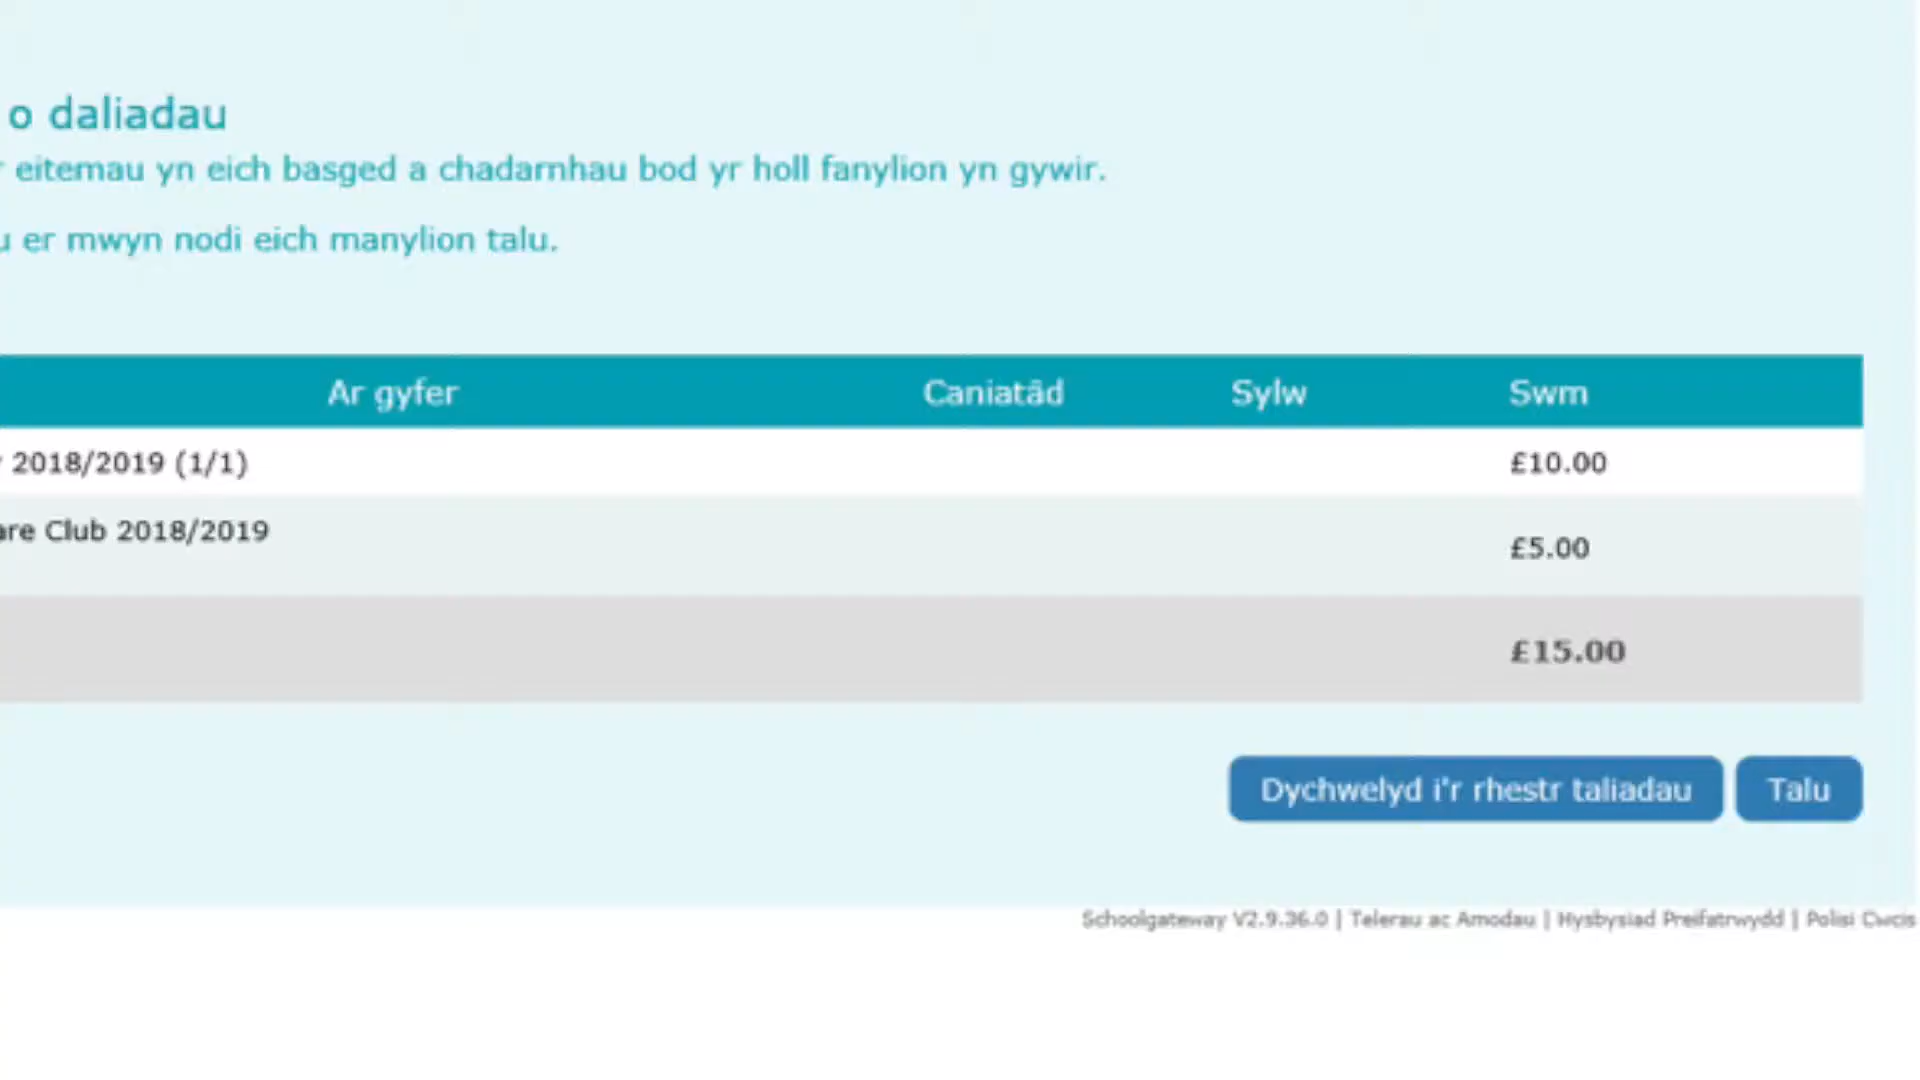 o daliadau
eitemau yn eich basged a chadarnhau bod yr holl fanylion yn gywir.
er mwyn nodi eich manylion talu.
Ar gyfer Caniatâd Sylw Swm
2018/2019 (1/1) £10.00
Club 2018/2019
£5.00
£15.00
Dychwelyd i'r rhestr taliadau Talu
Schoolgateway V2.9.36.0 | Telerau ac Amodau | Hysbysiad Preifatrwydd | Polisi Cwcis